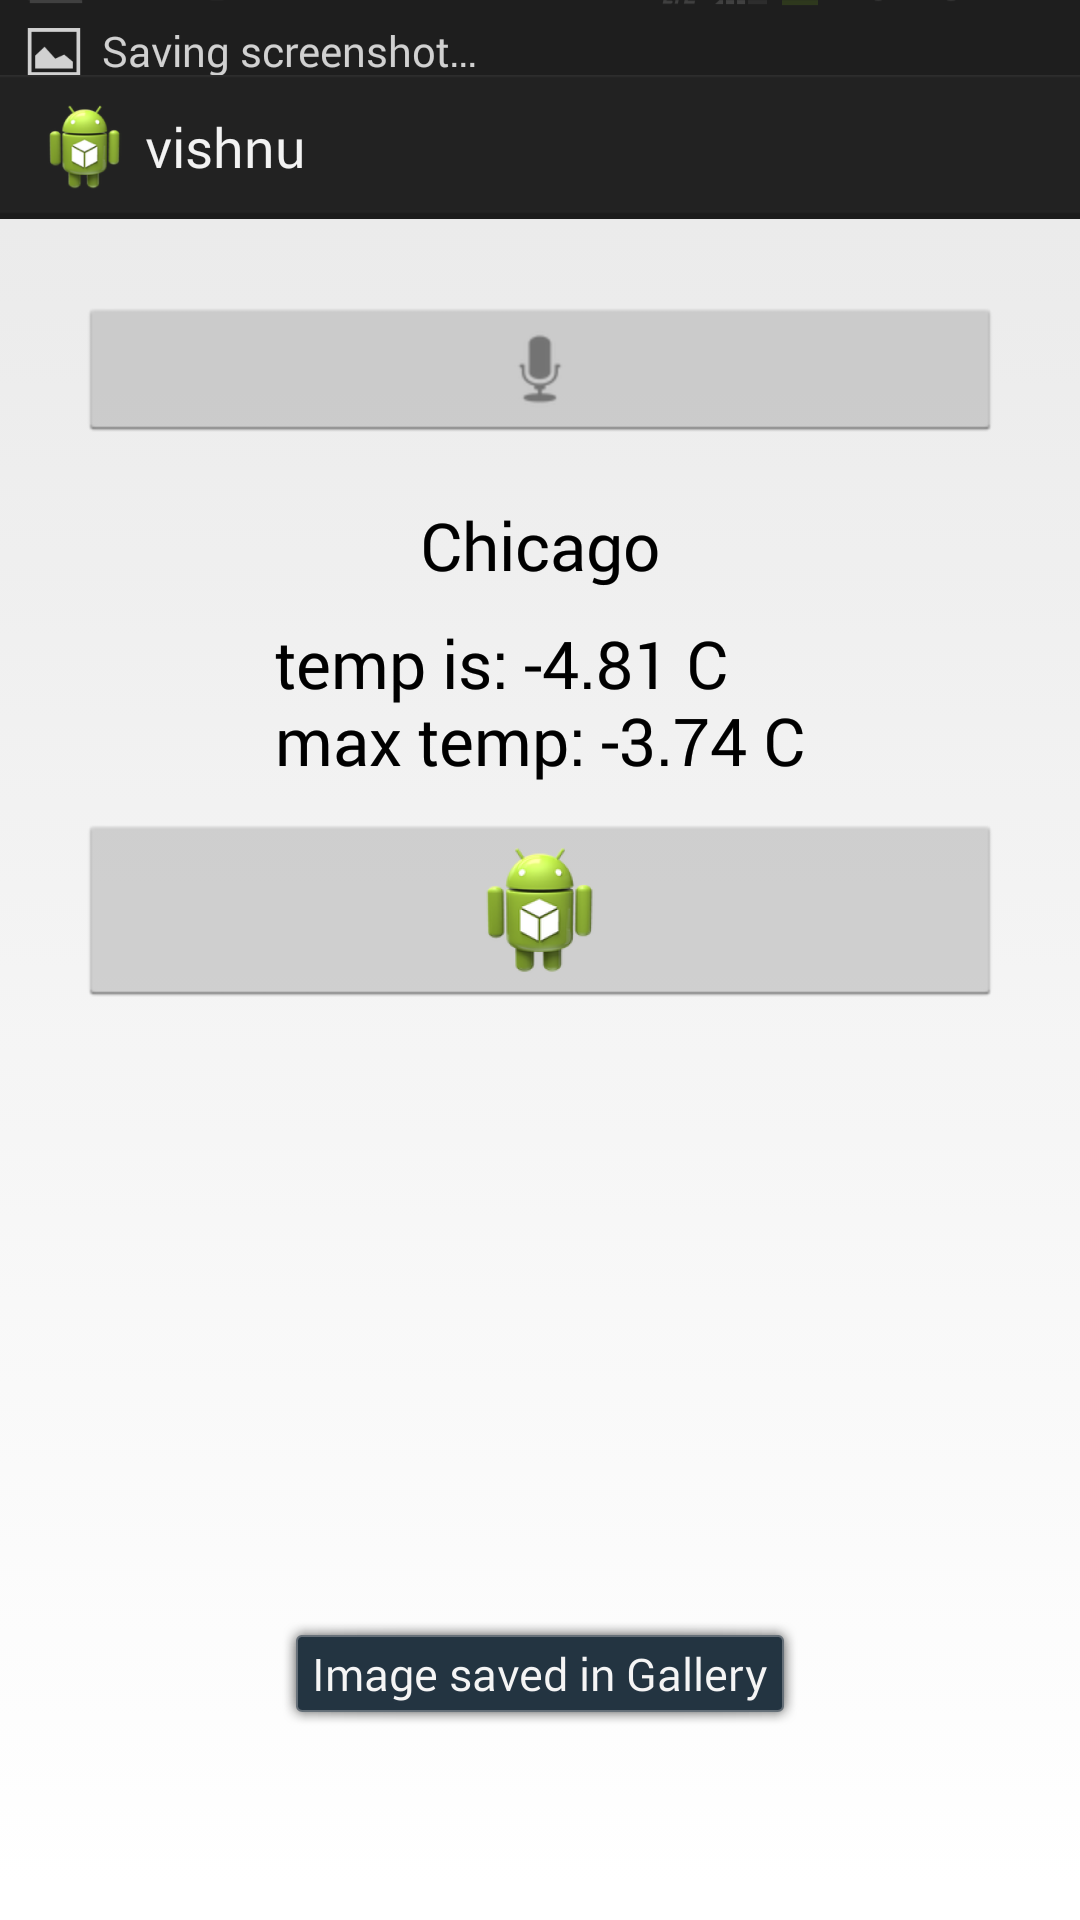 Saving screenshot...
vishnu
Chicago
temp is: -4.81 C
max temp: -3.74 C
Image saved in Gallery